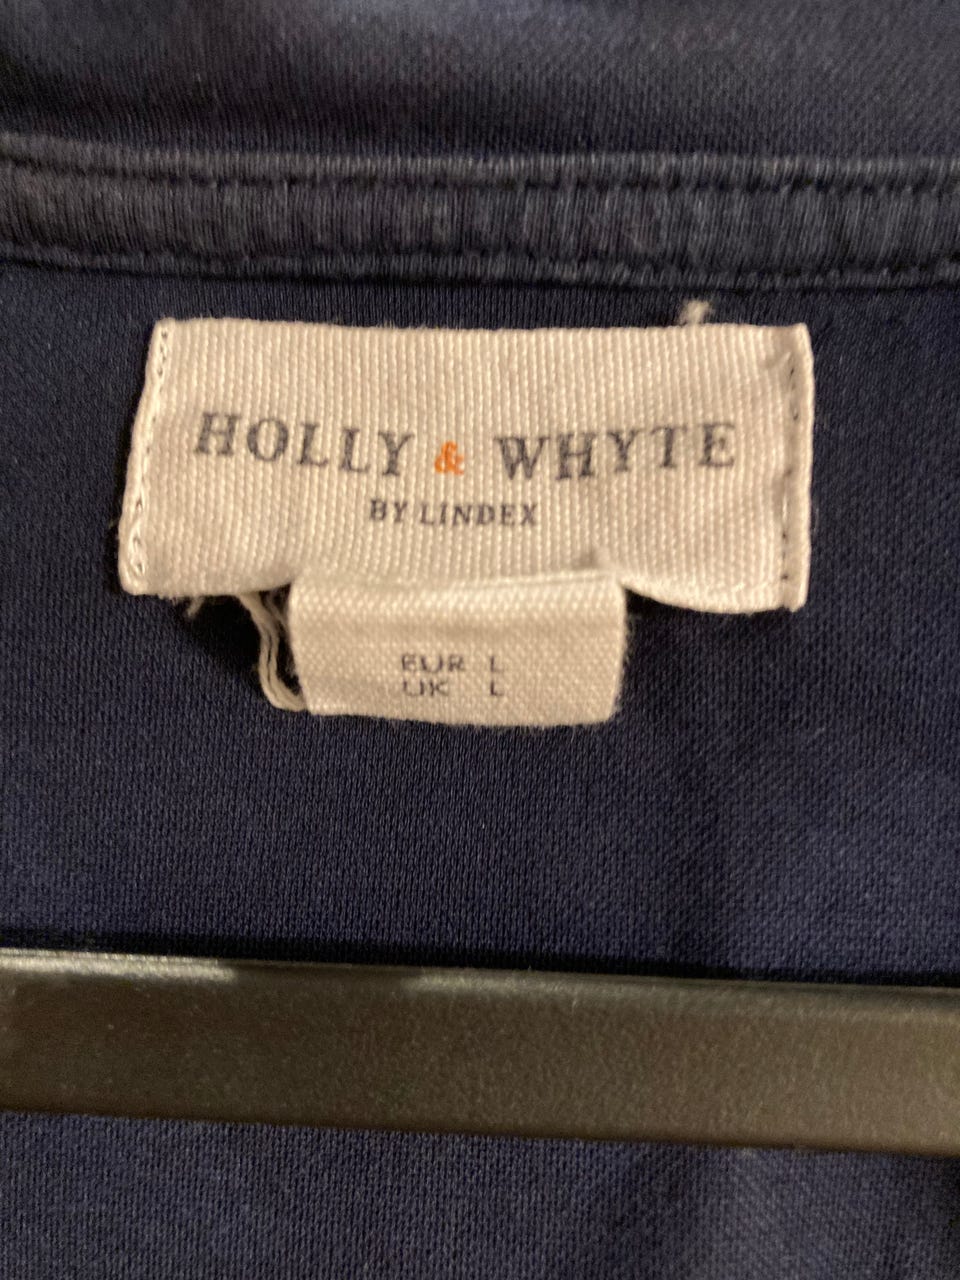 HOLLY & WHYTE
BY LINDEX
EUR L
UK L